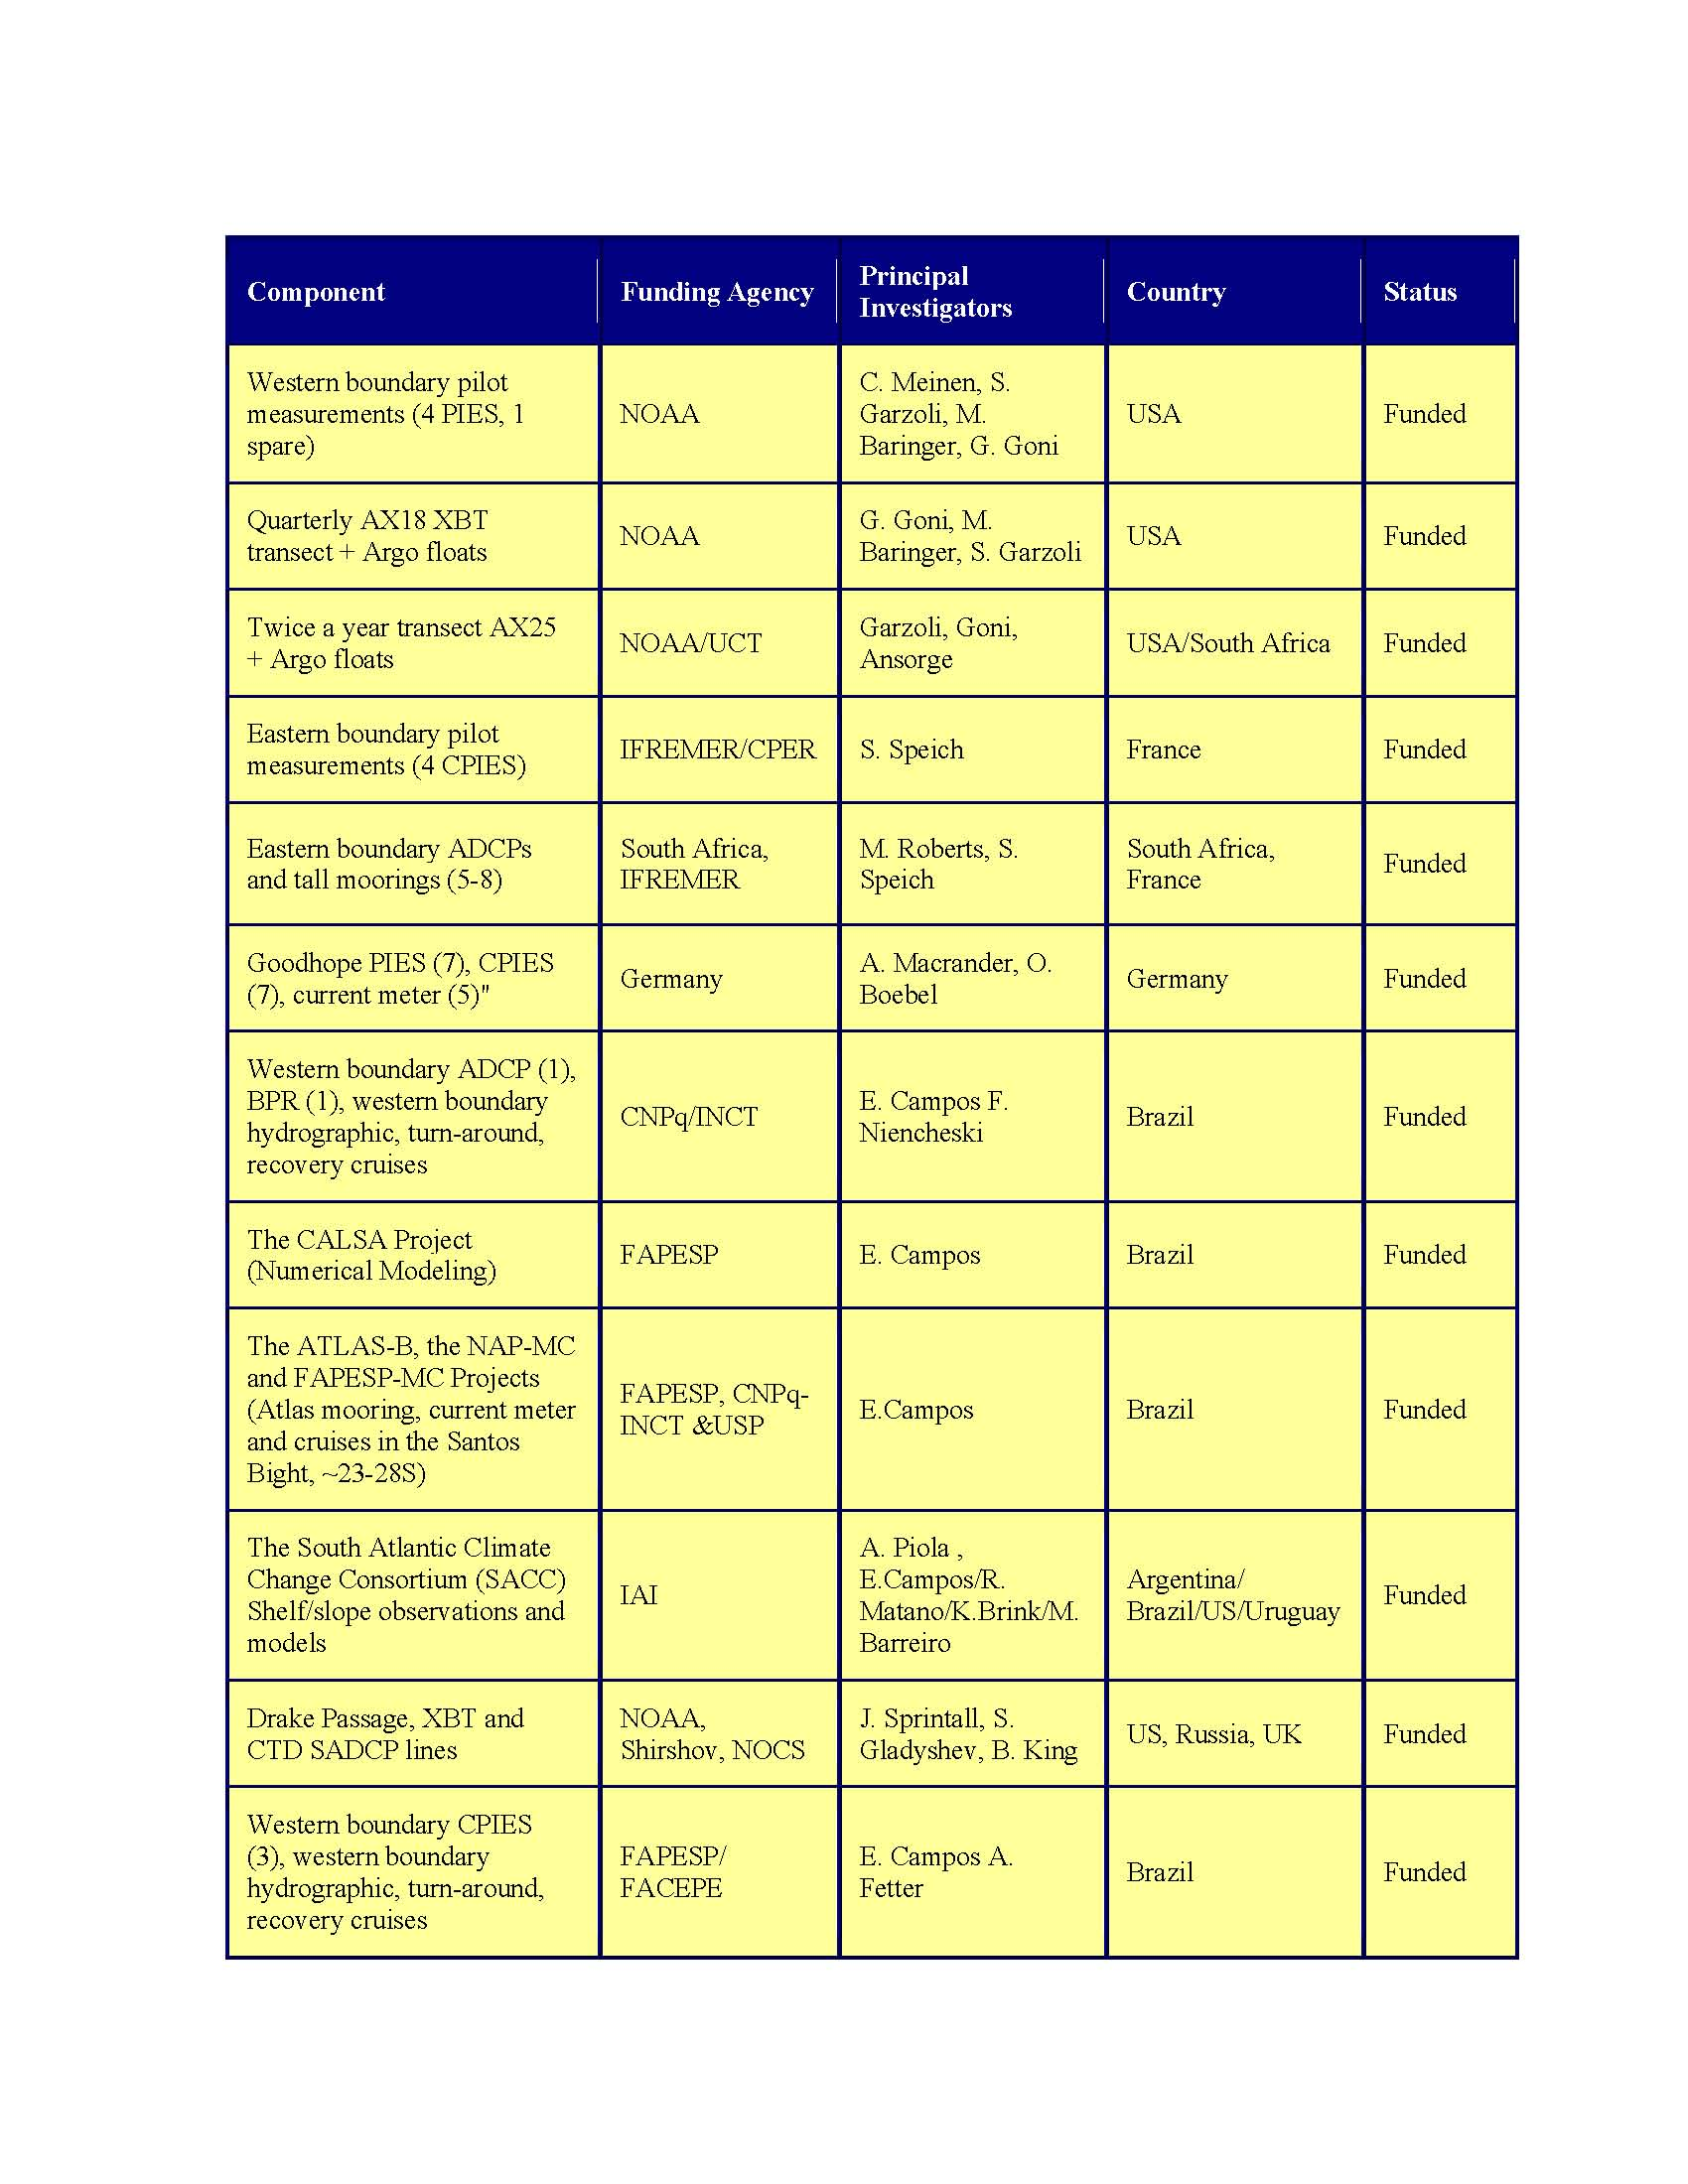 Component
Funding Agency
Principal
Investigators
Country
Status
Western boundary pilot
measurements (4 PIES, 1
spare)
NOAA
C. Meinen, S.
Garzoli, M.
Baringer, G. Goni
USA
Funded
Quarterly AX18 XBT
transect + Argo floats
NOAA
G. Goni, M.
Baringer, S. Garzoli
USA
Funded
Twice a year transect AX25
+ Argo floats
NOAA/UCT
Garzoli, Goni,
Ansorge
USA/South Africa
Funded
Eastern boundary pilot
measurements (4 CPIES)
IFREMER/CPER
S. Speich
France
Funded
Eastern boundary ADCPs
and tall moorings (5-8)
South Africa,
IFREMER
M. Roberts, S.
Speich
South Africa,
France
Funded
Goodhope PIES (7), CPIES
(7), current meter (5)"
Germany
A. Macrander, O.
Boebel
Germany
Funded
Western boundary ADCP (1),
BPR (1), western boundary
hydrographic, turn-around,
recovery cruises
CNPq/INCT
E. Campos F.
Niencheski
Brazil
Funded
The CALSA Project
(Numerical Modeling)
FAPESP
E. Campos
Brazil
Funded
The ATLAS-B, the NAP-MC
and FAPESP-MC Projects
(Atlas mooring, current meter
and cruises in the Santos
Bight, ~23-28S)
FAPESP, CNPq-
INCT &USP
E.Campos
Brazil
Funded
The South Atlantic Climate
Change Consortium (SACC)
Shelf/slope observations and
models
IAI
A. Piola ,
E.Campos/R.
Matano/K.Brink/M.
Barreiro
Argentina/
Brazil/US/Uruguay
Funded
Drake Passage, XBT and
CTD SADCP lines
NOAA,
Shirshov, NOCS
J. Sprintall, S.
Gladyshev, B. King
US, Russia, UK
Funded
Western boundary CPIES
(3), western boundary
hydrographic, turn-around,
recovery cruises
FAPESP/
FACEPE
E. Campos A.
Fetter
Brazil
Funded